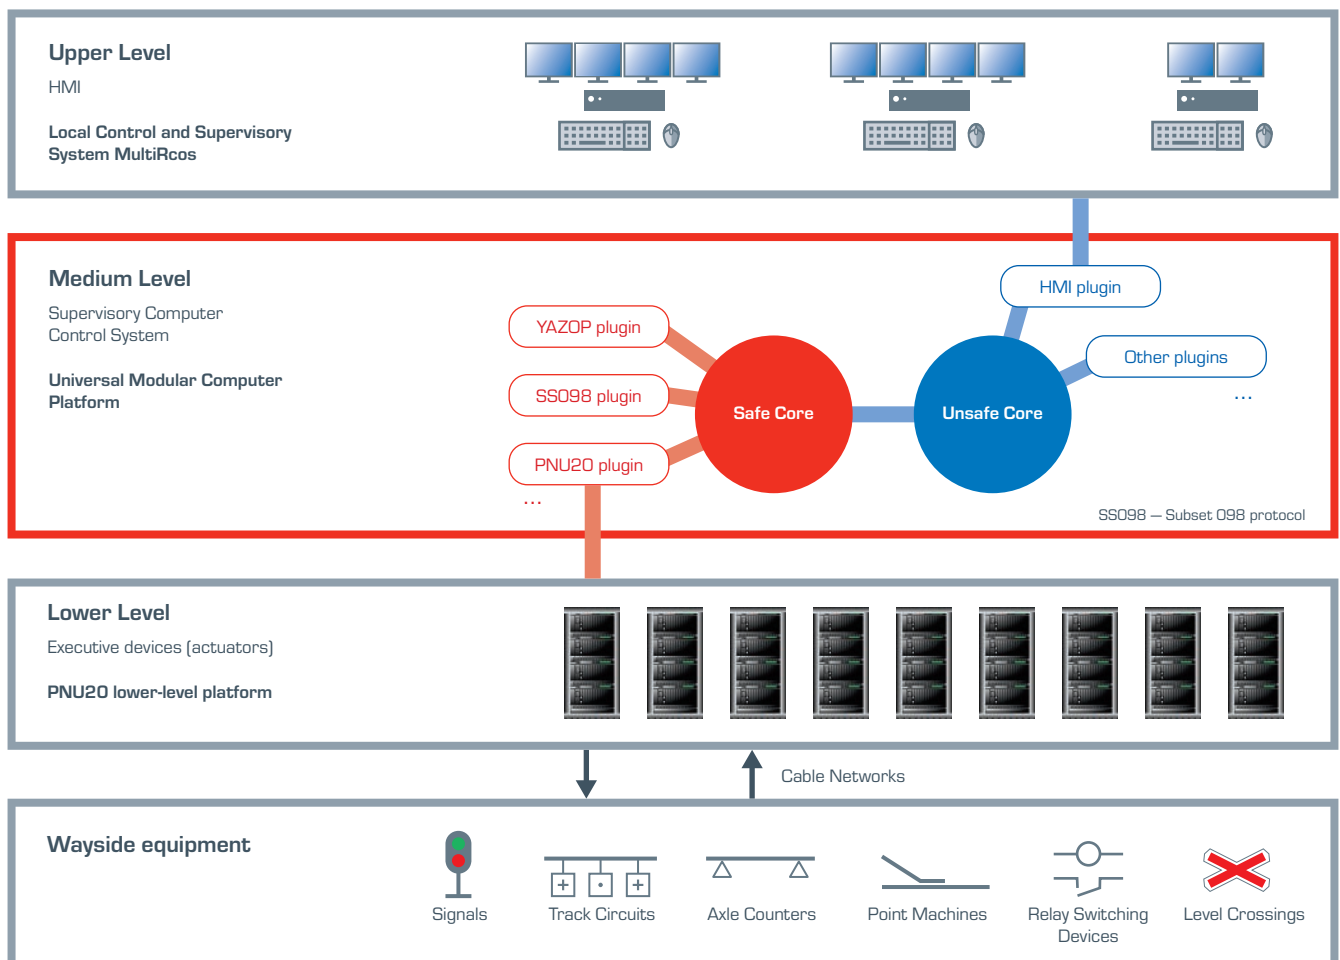 Upper Level
HMI
Local Control and Supervisory
System MultiRcos
Medium Level
Supervisory Computer
Control System
Universal Modular Computer
Platform
YAZOP plugin
SS098 plugin
PNU20 plugin
...
Safe Core
Unsafe Core
HMI plugin
Other plugins
...
SS098 — Subset 098 protocol
Lower Level
Executive devices (actuators)
PNU20 lower-level platform
Cable Networks
Wayside equipment
Signals
Track Circuits
Axle Counters
Point Machines
Relay Switching
Devices
Level Crossings